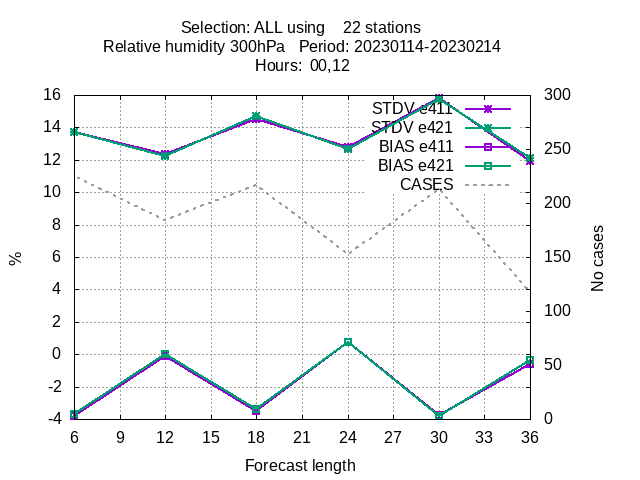 Selection: ALL using    22 stations
Relative humidity 300hPa   Period: 20230114-20230214
Hours:  00,12
16 300
14
12
10
8
6
4
2
0
-2
-4
250
200
150
100
50
0
STDV e411
STDV e421
BIAS e411
BIAS e421
CASES
%
No cases
6 9 12 15 18 21 24 27 30 33 36
Forecast length